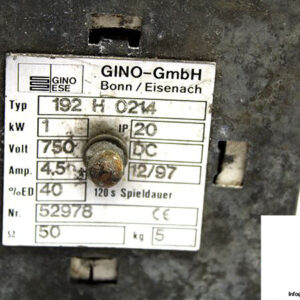 GINO
ESE
GINO-GmbH
Bonn / Eisenach
Typ 192 H 0214
kW 1 IP 20
Volt 750 DC
Amp. 4.5 12/97
%ED 40 120s Spieldauer
Nr. 52978 CE
Ω 50 kg 5